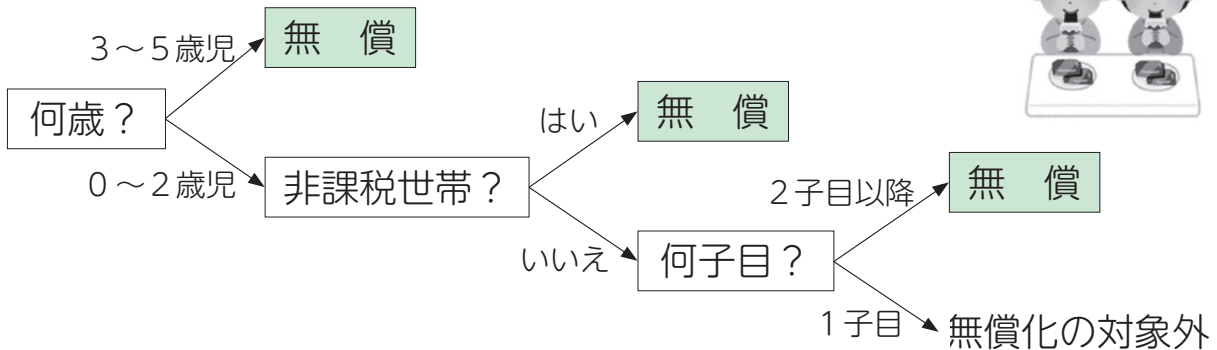 3～5歳児
無　償
何歳？
0～2歳児
非課税世帯？
はい
無　償
いいえ
何子目？
2子目以降
無　償
1子目
無償化の対象外